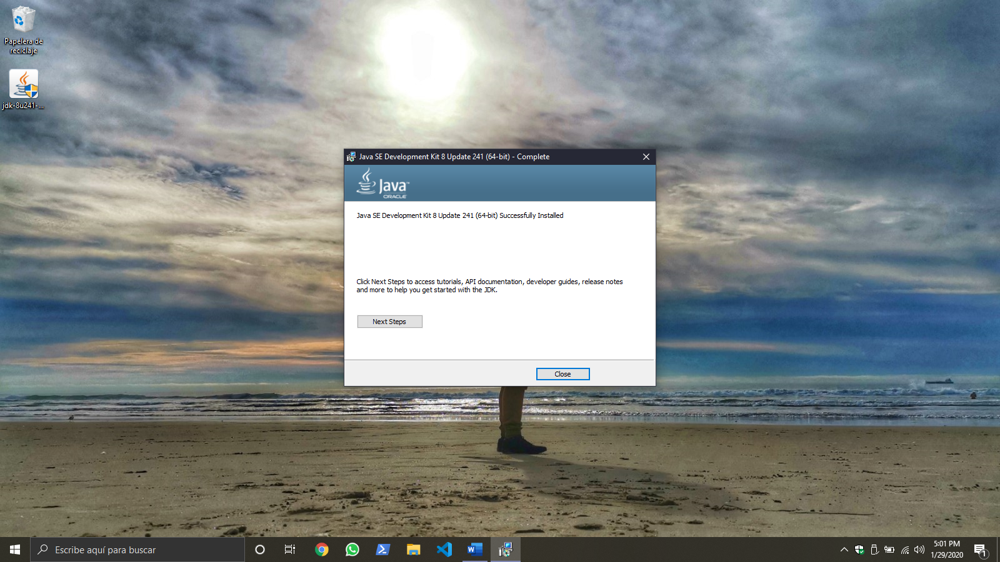 Papelera de
reciclaje
jdk-8u241-...
Java SE Development Kit 8 Update 241 (64-bit) - Complete
Java™
ORACLE
Java SE Development Kit 8 Update 241 (64-bit) Successfully Installed
Click Next Steps to access tutorials, API documentation, developer guides, release notes
and more to help you get started with the JDK.
Next Steps
Close
Escribe aquí para buscar
W
5:01 PM
1/29/2020
1